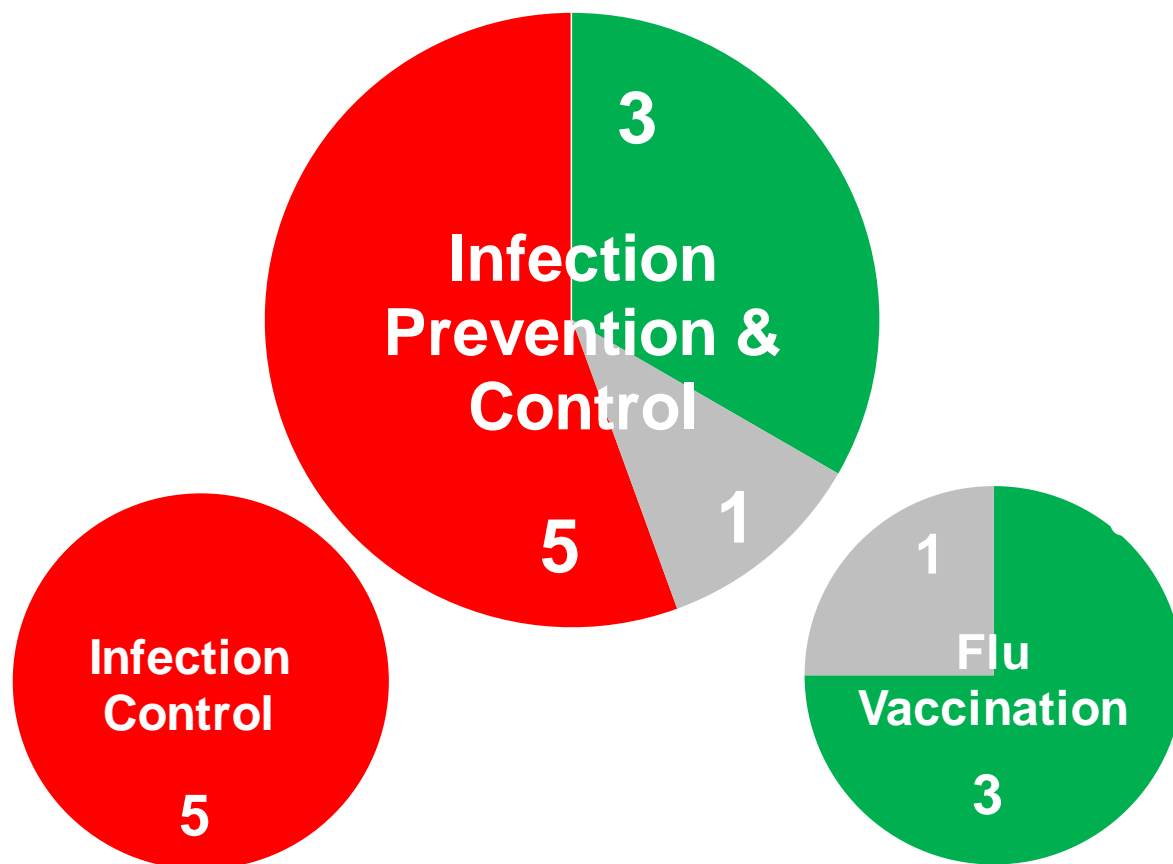 3
Infection
Prevention &
Control
1
5
Infection
Control
5
1
Flu
Vaccination
3